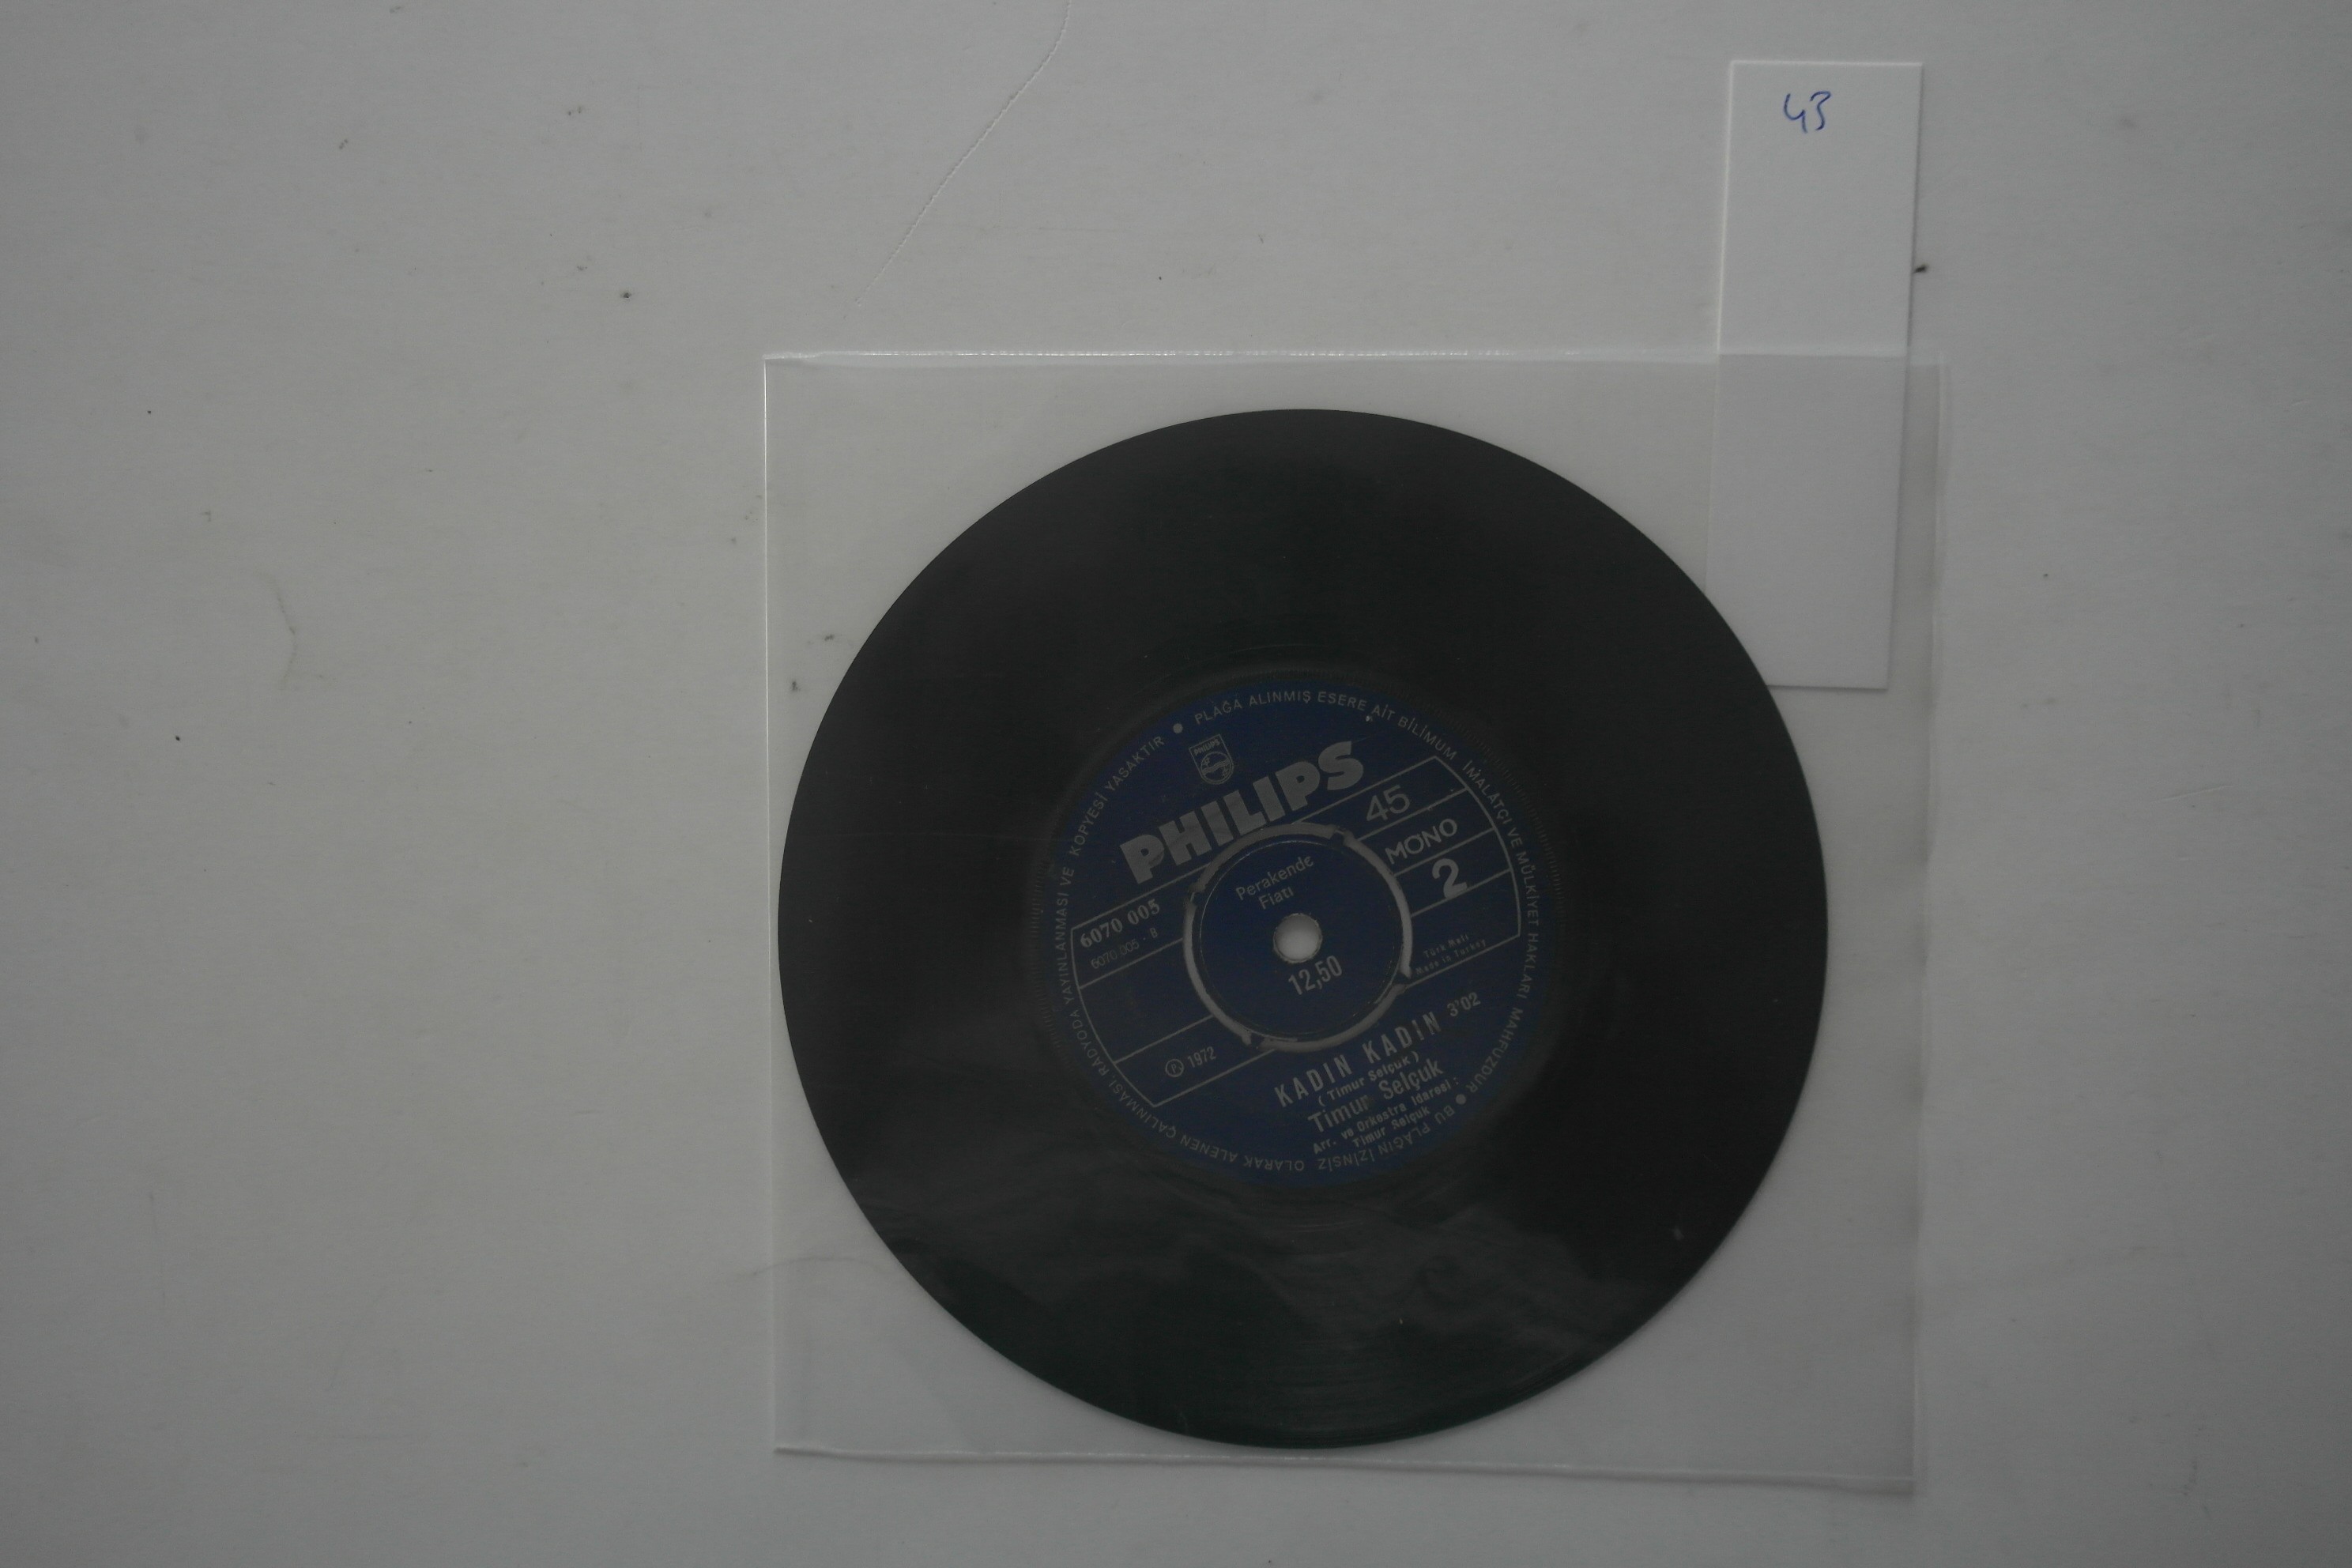 43
PLAĞA ALINMIŞ ESERE AİT BİLİMUM İMALATÇI VE MÜLKİYET HAKLARI MAHFUZDUR ● BU PLAĞIN İZİNSİZ OLARAK ALENEN ÇALINMASI, RADYODA YAYINLANMASI VE KOPYESİ YASAKTIR ●
PHILIPS
PHILIPS
45
MONO
2
Perakende
Fiatı
12,50
6070 005
6070 005 - B
Türk Malı
Made in Turkey
Ⓟ 1972
KADIN KADIN 3'02
(Timur Selçuk)
Timur Selçuk
Arr. ve Orkestra İdaresi:
Timur Selçuk